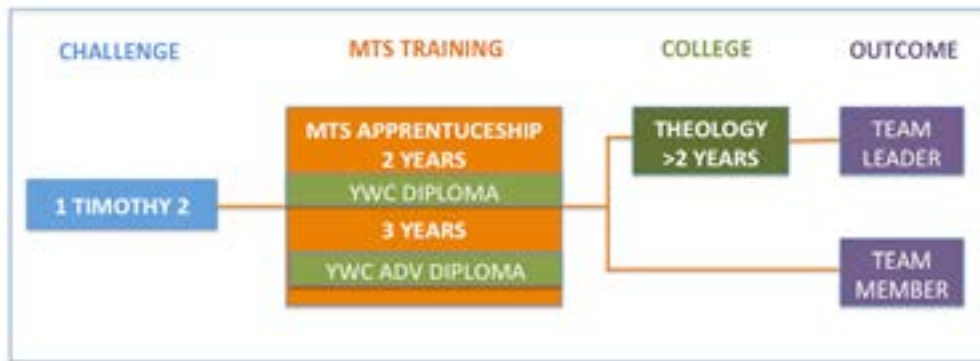 CHALLENGE
MTS TRAINING
COLLEGE
OUTCOME
1 TIMOTHY 2
MTS APPRENTUCESHIP
2 YEARS
YWC DIPLOMA
3 YEARS
YWC ADV DIPLOMA
THEOLOGY
>2 YEARS
TEAM
LEADER
TEAM
MEMBER